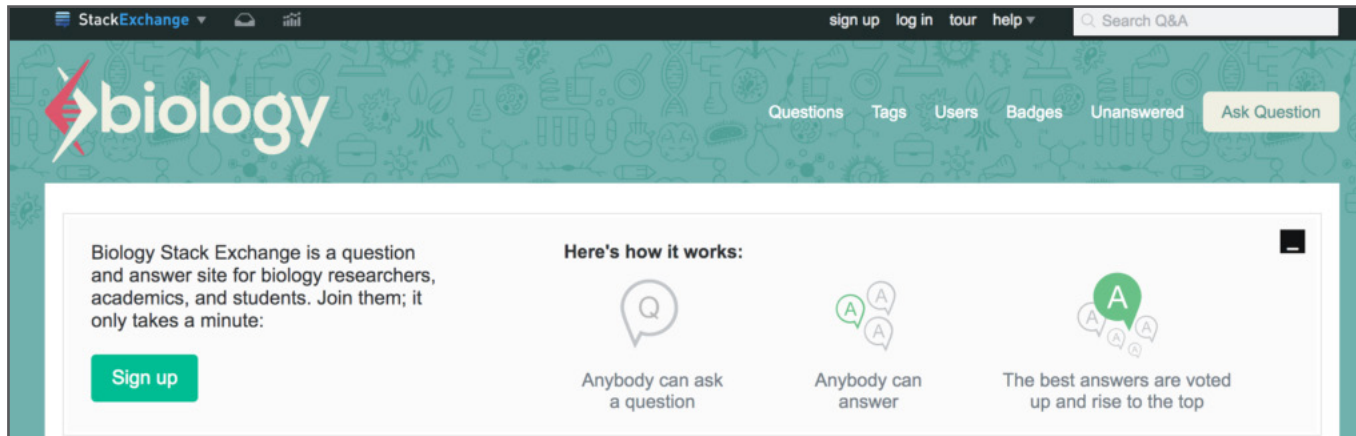 StackExchange
sign up log in tour help
Search Q&A
biology
Questions Tags Users Badges Unanswered Ask Question
Biology Stack Exchange is a question
and answer site for biology researchers,
academics, and students. Join them; it
only takes a minute:
Sign up
Here's how it works:
Q
Anybody can ask
a question
A A A
Anybody can
answer
A A A A A
The best answers are voted
up and rise to the top